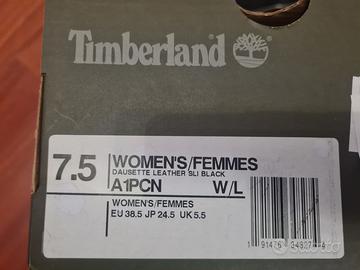 Timberland
7.5
WOMEN'S/FEMMES
DAUSETTE LEATHER SLI BLACK
A1PCN W/L
WOMEN'S/FEMMES
EU 38.5 JP 24.5 UK 5.5
subito